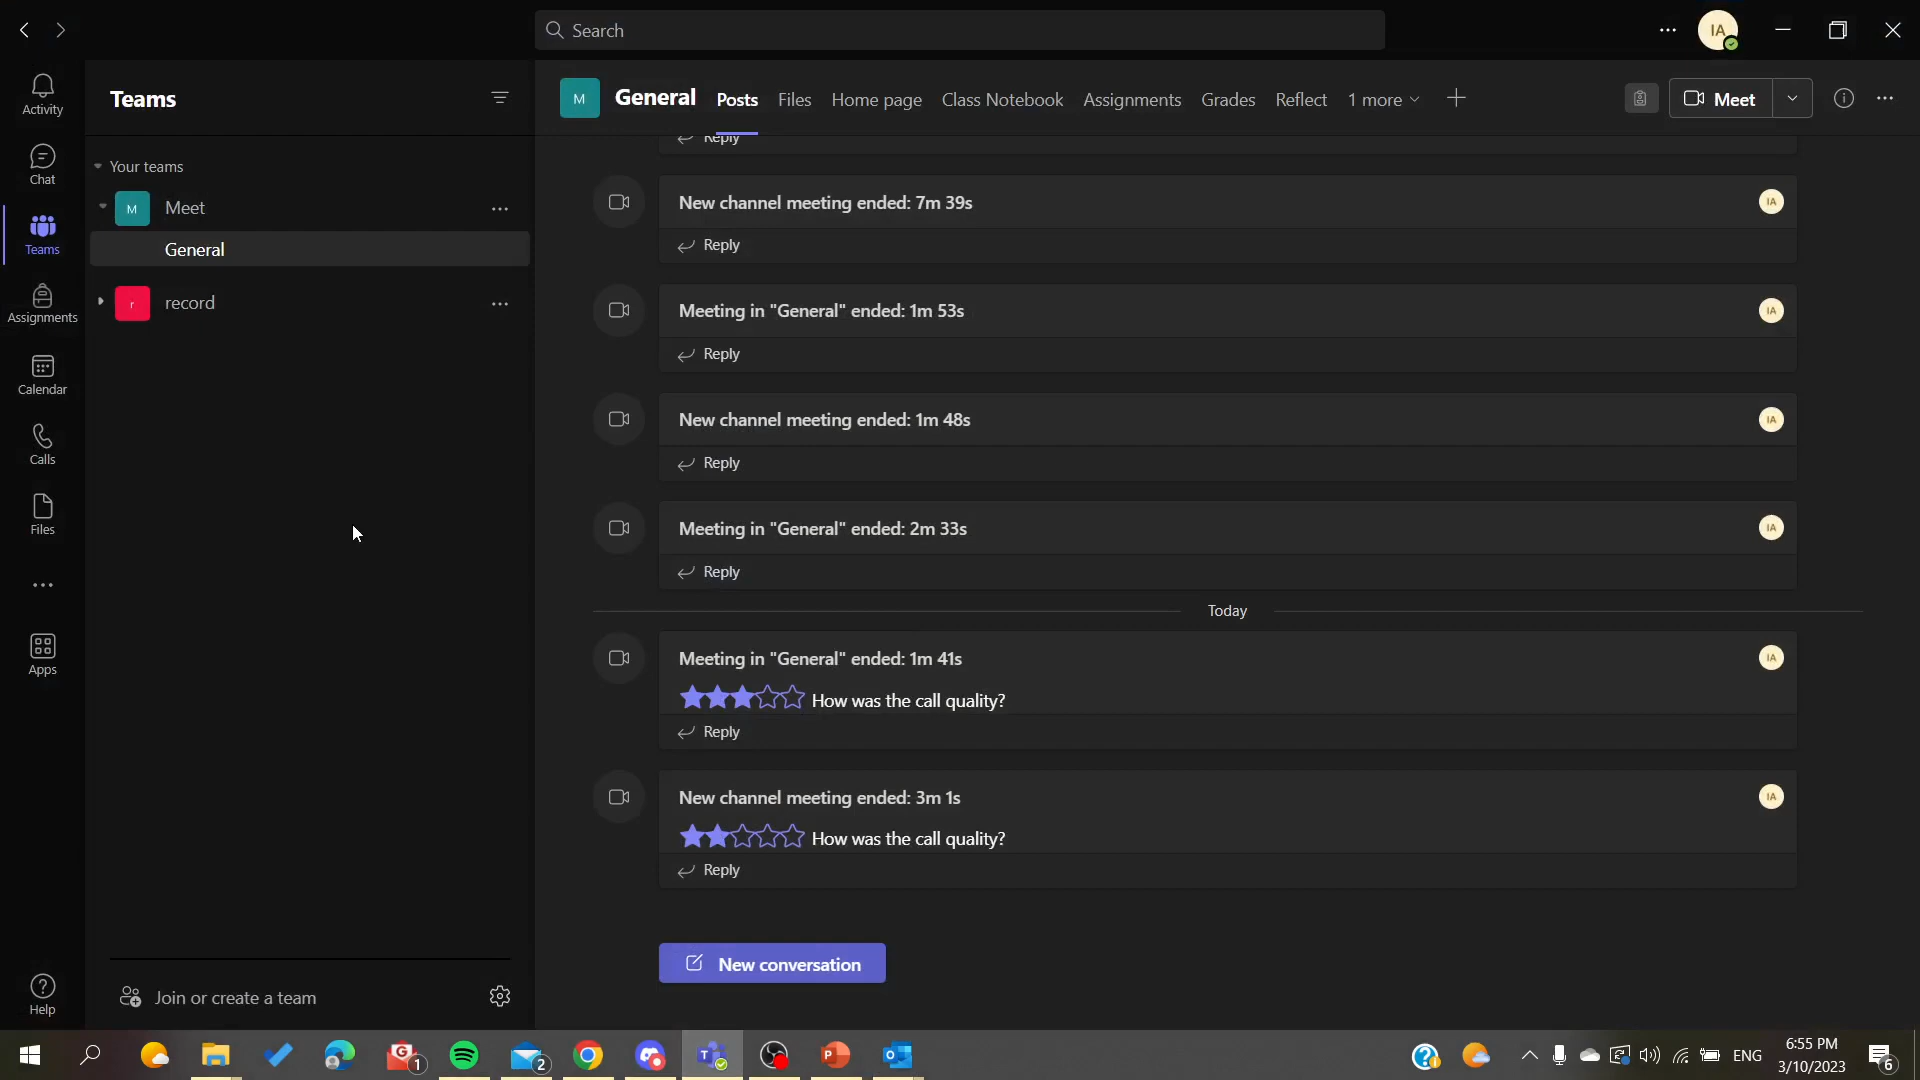 Search
IA
Activity
Chat
Teams
Assignments
Calendar
Calls
Files
Apps
Help
Teams
Your teams
M Meet
General
r record
Join or create a team
M General Posts Files Home page Class Notebook Assignments Grades Reflect 1 more
Meet
Reply
New channel meeting ended: 7m 39s IA
Reply
Meeting in "General" ended: 1m 53s IA
Reply
New channel meeting ended: 1m 48s IA
Reply
Meeting in "General" ended: 2m 33s IA
Reply
Today
Meeting in "General" ended: 1m 41s IA
How was the call quality?
Reply
New channel meeting ended: 3m 1s IA
How was the call quality?
Reply
New conversation
G 1 2 T P O ENG
6:55 PM
3/10/2023
6